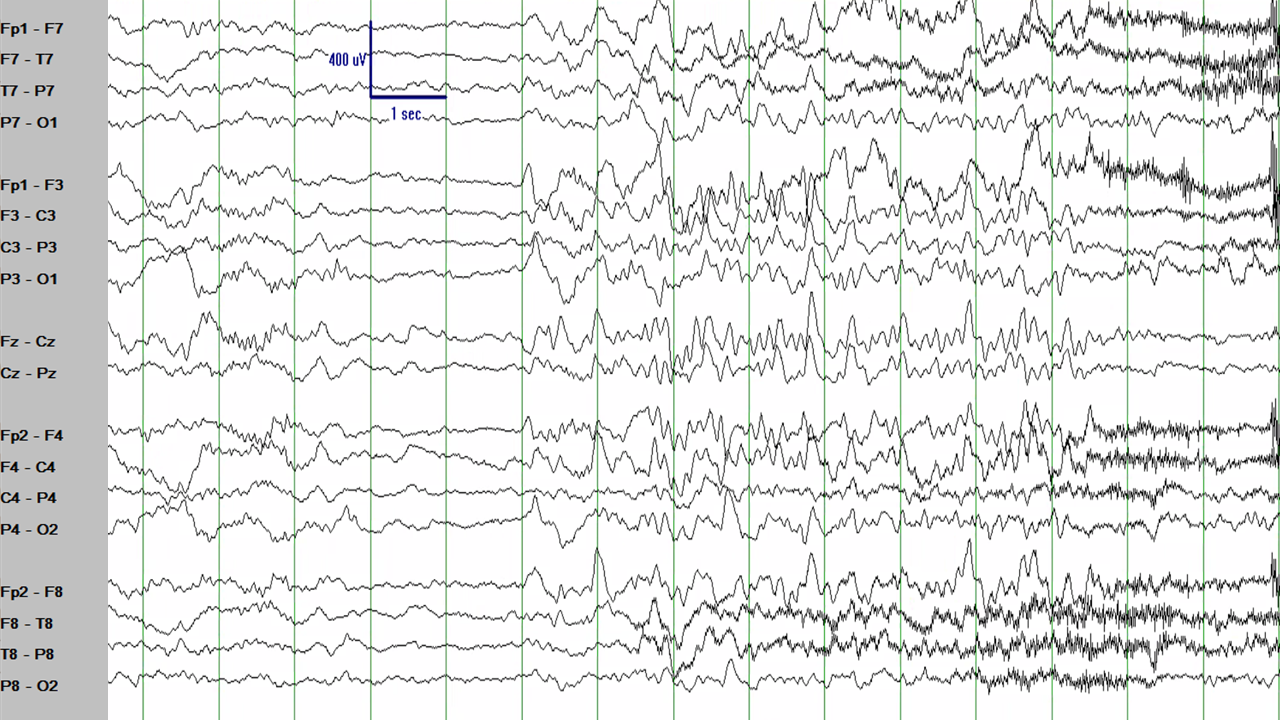 Fp1 - F7
F7 - T7
400 uV
T7 - P7
1 sec
P7 - O1
Fp1 - F3
F3 - C3
C3 - P3
P3 - O1
Fz - Cz
Cz - Pz
Fp2 - F4
F4 - C4
C4 - P4
P4 - O2
Fp2 - F8
F8 - T8
T8 - P8
P8 - O2